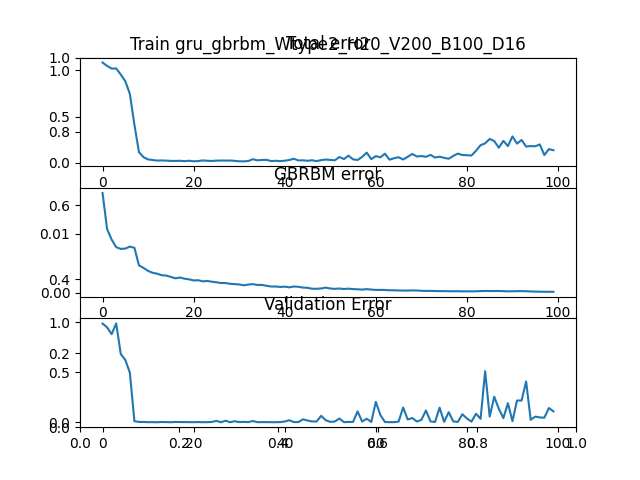 Train gru_gbrbm_Wtype2_H20_V200_B100_D16
Total error
1.0
1.0
0.5
0.8
0.0
0 20 40 60 80 100
GBRBM error
0.6
0.01
0.4
0.00
0 20 40 60 80 100
Validation Error
1.0
0.2
0.5
0.0
0.0
0.0 0 0.2 20 0.4 40 0.6 60 0.8 80 100 1.0